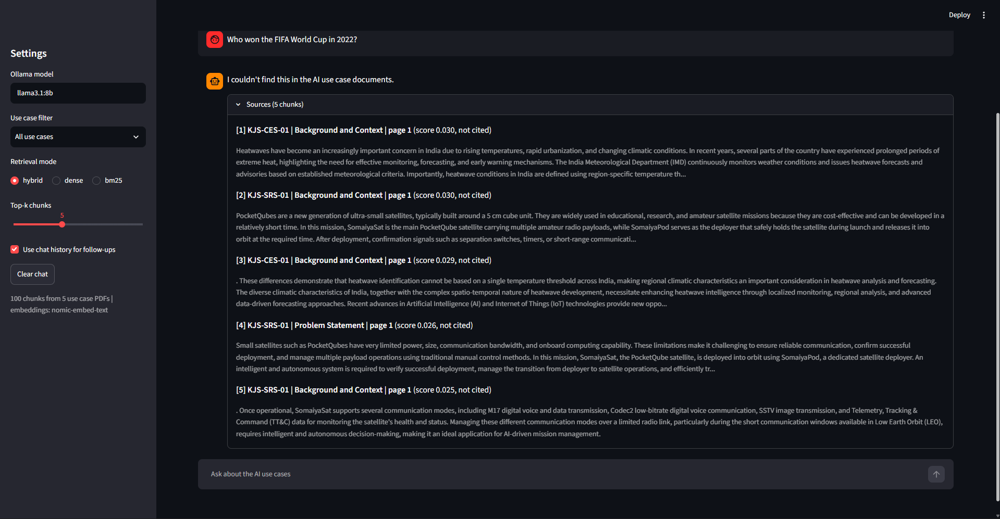 Deploy
Settings
Ollama model
llama3.1:8b
Use case filter
All use cases
Retrieval mode
hybrid
dense
bm25
Top-k chunks
5
Use chat history for follow-ups
Clear chat
100 chunks from 5 use case PDFs |
embeddings: nomic-embed-text
Who won the FIFA World Cup in 2022?
I couldn't find this in the AI use case documents.
Sources (5 chunks)
[1] KJS-CES-01 | Background and Context | page 1 (score 0.030, not cited)
Heatwaves have become an increasingly important concern in India due to rising temperatures, rapid urbanization, and changing climatic conditions. In recent years, several parts of the country have experienced prolonged periods of
extreme heat, highlighting the need for effective monitoring, forecasting, and early warning mechanisms. The India Meteorological Department (IMD) continuously monitors weather conditions and issues heatwave forecasts and
advisories based on established meteorological criteria. Importantly, heatwave conditions in India are defined using region-specific temperature th...
[2] KJS-SRS-01 | Background and Context | page 1 (score 0.030, not cited)
PocketQubes are a new generation of ultra-small satellites, typically built around a 5 cm cube unit. They are widely used in educational, research, and amateur satellite missions because they are cost-effective and can be developed in a
relatively short time. In this mission, SomaiyaSat is the main PocketQube satellite carrying multiple amateur radio payloads, while SomaiyaPod serves as the deployer that safely holds the satellite during launch and releases it into
orbit at the required time. After deployment, confirmation signals such as separation switches, timers, or short-range communicati...
[3] KJS-CES-01 | Background and Context | page 1 (score 0.029, not cited)
. These differences demonstrate that heatwave identification cannot be based on a single temperature threshold across India, making regional climatic characteristics an important consideration in heatwave analysis and forecasting.
The diverse climatic characteristics of India, together with the complex spatio-temporal nature of heatwave development, necessitate enhancing heatwave intelligence through localized monitoring, regional analysis, and advanced
data-driven forecasting approaches. Recent advances in Artificial Intelligence (AI) and Internet of Things (IoT) technologies provide new oppo...
[4] KJS-SRS-01 | Problem Statement | page 1 (score 0.026, not cited)
Small satellites such as PocketQubes have very limited power, size, communication bandwidth, and onboard computing capability. These limitations make it challenging to ensure reliable communication, confirm successful
deployment, and manage multiple payload operations using traditional manual control methods. In this mission, SomaiyaSat, the PocketQube satellite, is deployed into orbit using SomaiyaPod, a dedicated satellite deployer. An
intelligent and autonomous system is required to verify successful deployment, manage the transition from deployer to satellite operations, and efficiently tr...
[5] KJS-SRS-01 | Background and Context | page 1 (score 0.025, not cited)
. Once operational, SomaiyaSat supports several communication modes, including M17 digital voice and data transmission, Codec2 low-bitrate digital voice communication, SSTV image transmission, and Telemetry, Tracking &
Command (TT&C) data for monitoring the satellite's health and status. Managing these different communication modes over a limited radio link, particularly during the short communication windows available in Low Earth Orbit (LEO),
requires intelligent and autonomous decision-making, making it an ideal application for AI-driven mission management.
Ask about the AI use cases